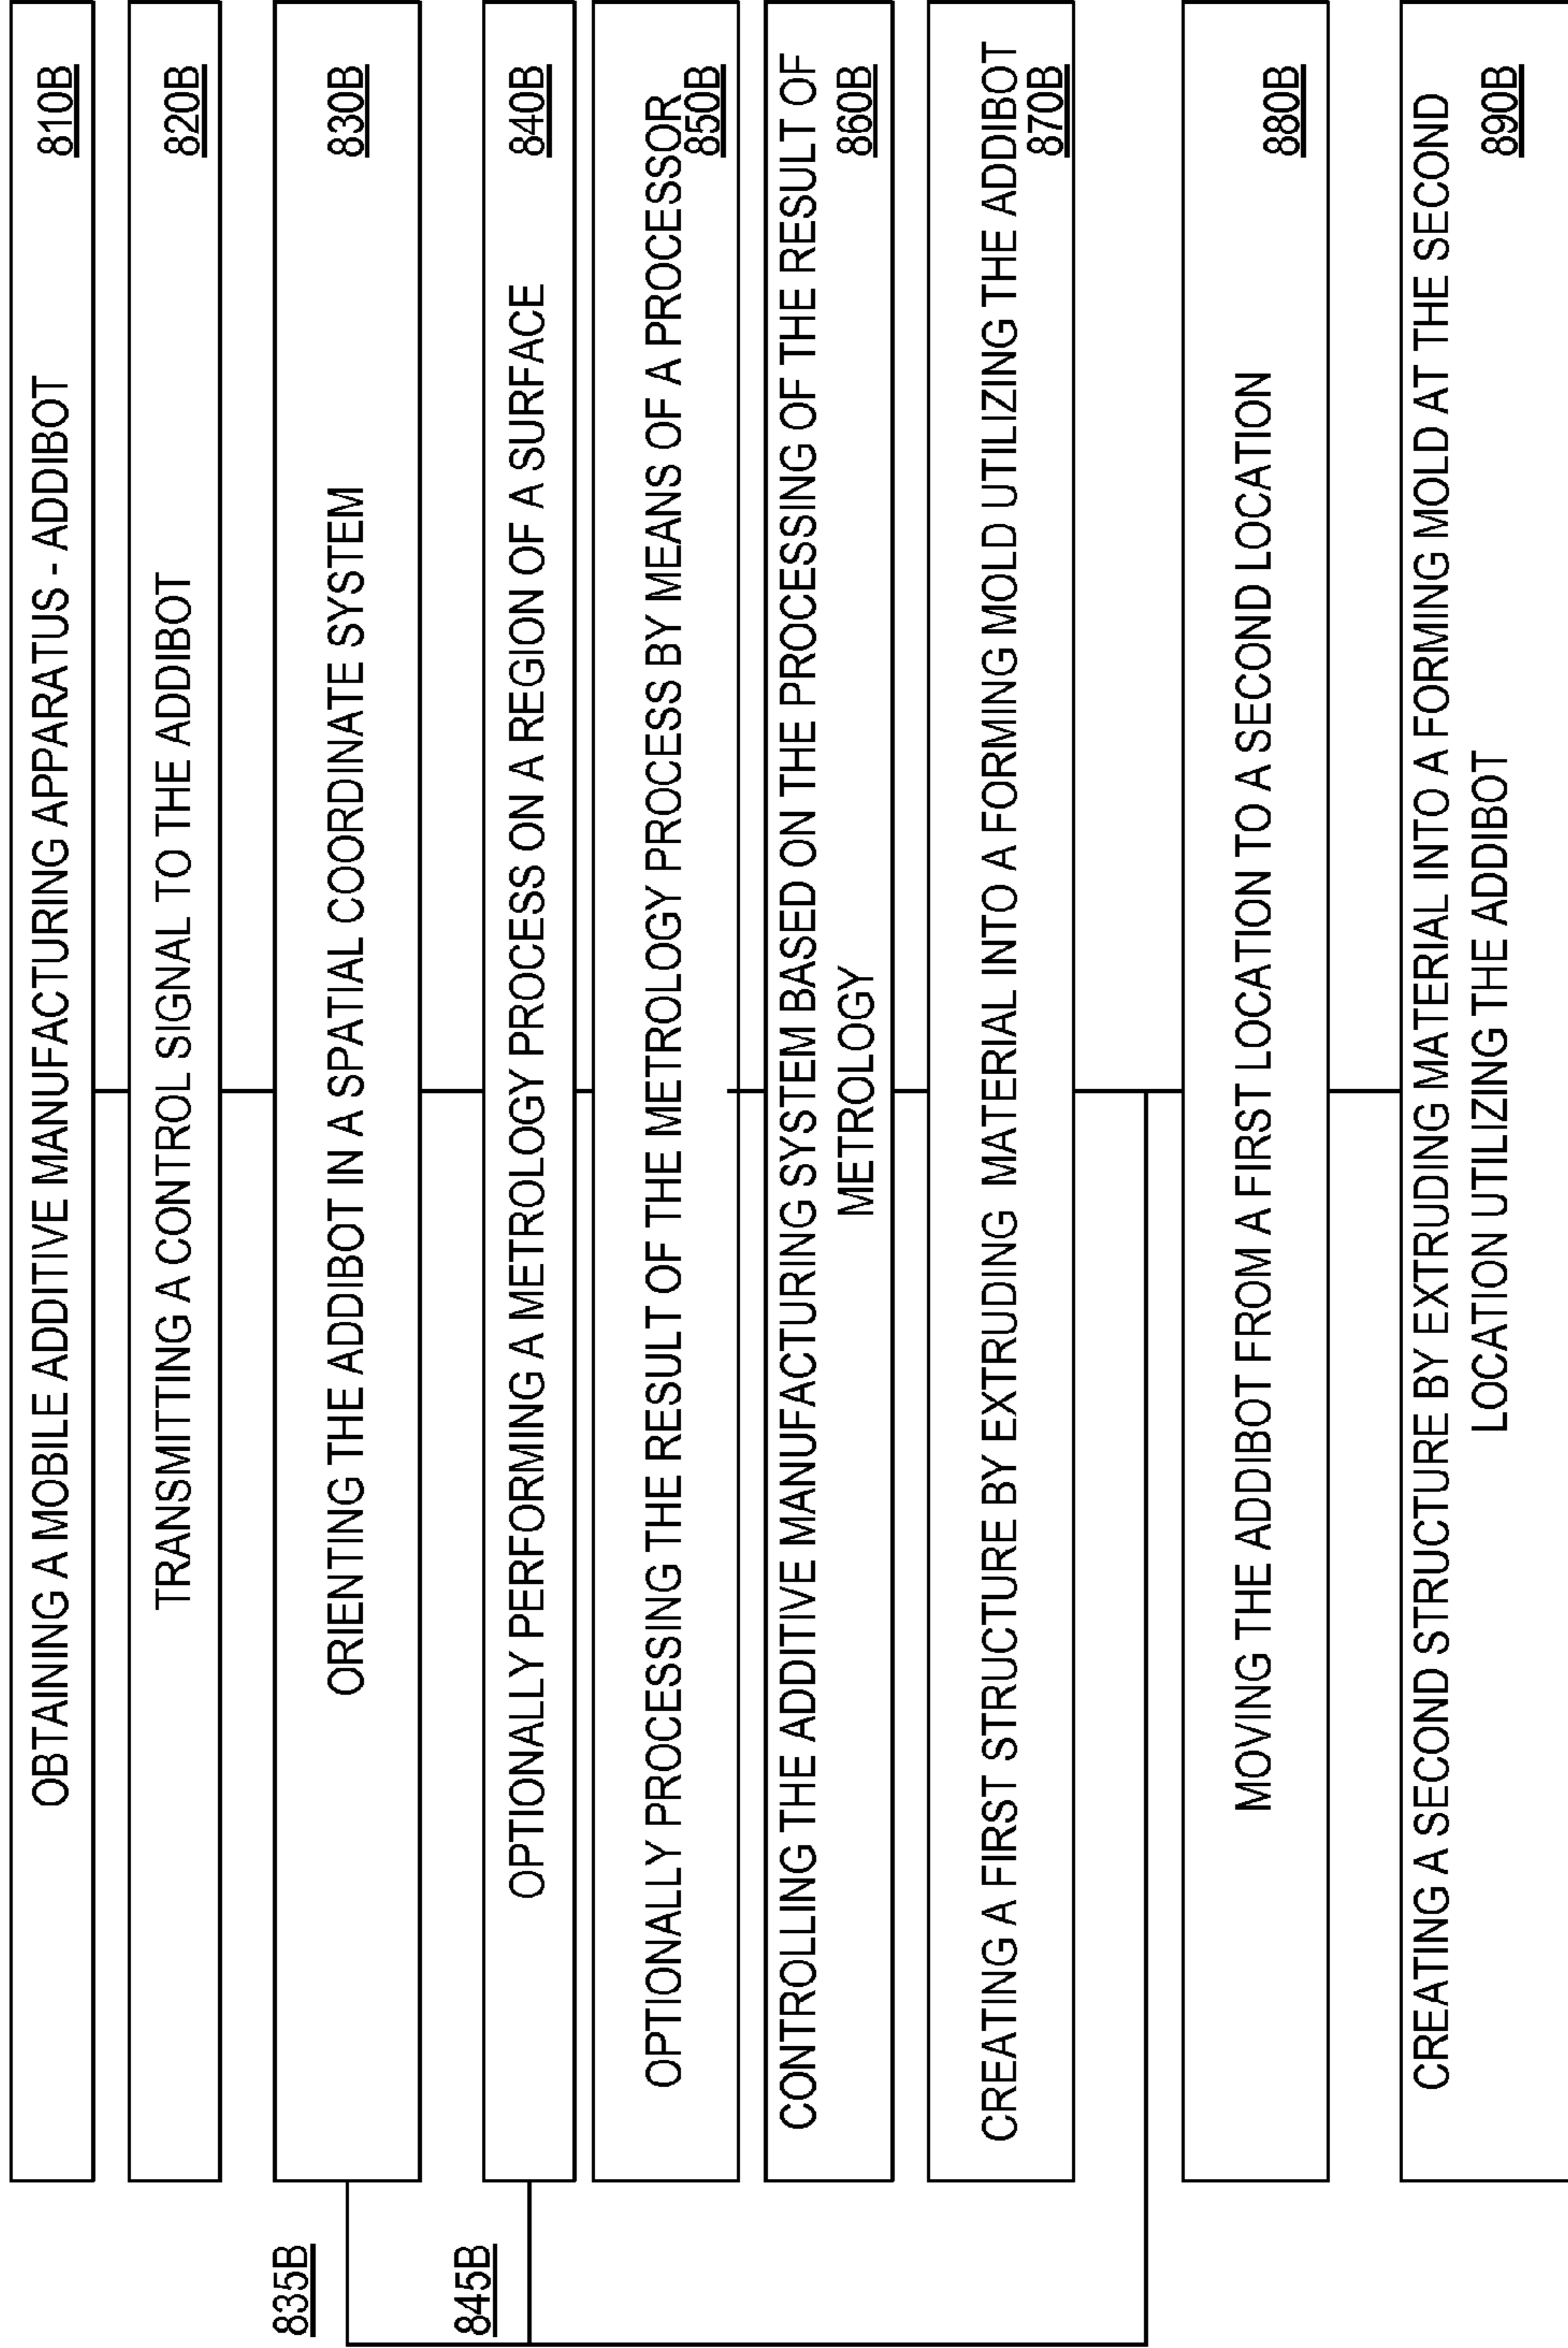 OBTAINING A MOBILE ADDITIVE MANUFACTURING APPARATUS - ADDIBOT
810B
TRANSMITTING A CONTROL SIGNAL TO THE ADDIBOT
820B
ORIENTING THE ADDIBOT IN A SPATIAL COORDINATE SYSTEM
830B
835B
OPTIONALLY PERFORMING A METROLOGY PROCESS ON A REGION OF A SURFACE
840B
845B
OPTIONALLY PROCESSING THE RESULT OF THE METROLOGY PROCESS BY MEANS OF A PROCESSOR
850B
CONTROLLING THE ADDITIVE MANUFACTURING SYSTEM BASED ON THE PROCESSING OF THE RESULT OF
METROLOGY
860B
CREATING A FIRST STRUCTURE BY EXTRUDING MATERIAL INTO A FORMING MOLD UTILIZING THE ADDIBOT
870B
MOVING THE ADDIBOT FROM A FIRST LOCATION TO A SECOND LOCATION
880B
CREATING A SECOND STRUCTURE BY EXTRUDING MATERIAL INTO A FORMING MOLD AT THE SECOND
LOCATION UTILIZING THE ADDIBOT
890B